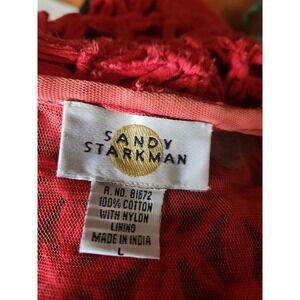 SANDY
STARKMAN
R. NO. 81672
100% COTTON
WITH NYLON
LINING
MADE IN INDIA
L